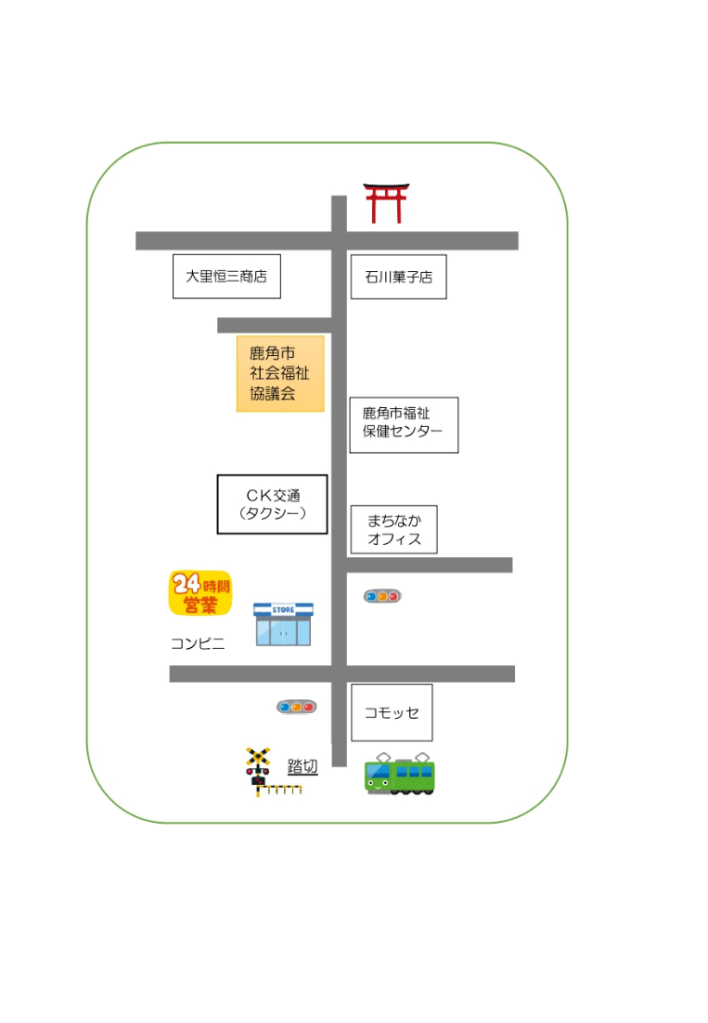 大里恒三商店
石川菓子店
鹿角市
社会福祉
協議会
鹿角市福祉
保健センター
ＣＫ交通
（タクシー）
まちなか
オフィス
24時間
営業
STORE
コンビニ
コモッセ
踏切